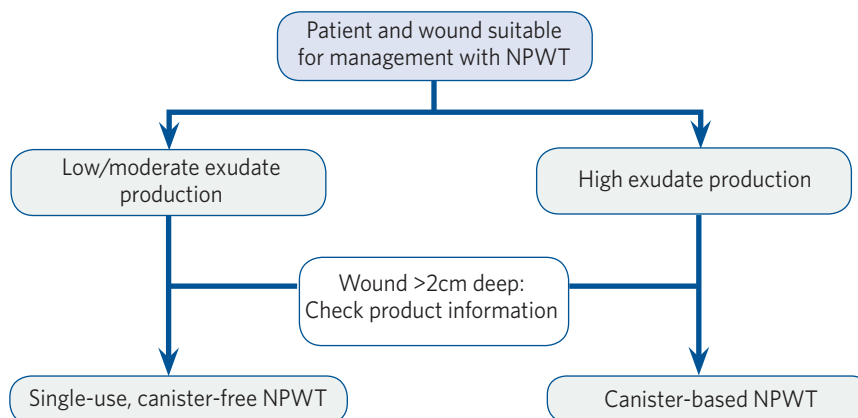 Patient and wound suitable
for management with NPWT
Low/moderate exudate
production
High exudate production
Wound >2cm deep:
Check product information
Single-use, canister-free NPWT
Canister-based NPWT